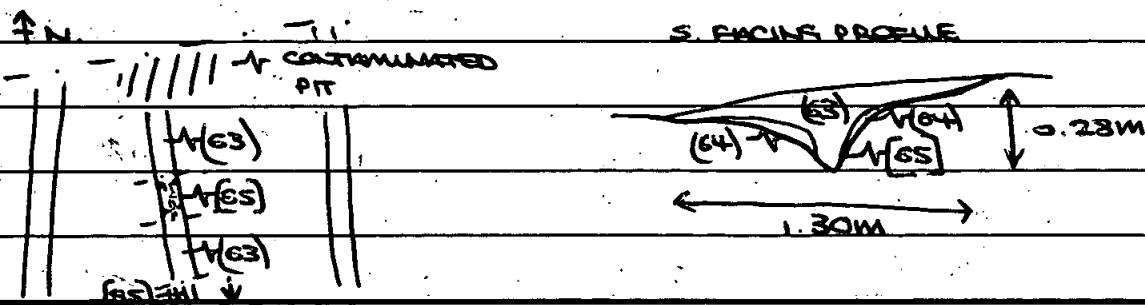 N.
CONTAMINATED
PIT
(63)
[65]
(63)
S. FACING PROFILE
(63)
(64)
(64)
[65]
0.28M
1.30M